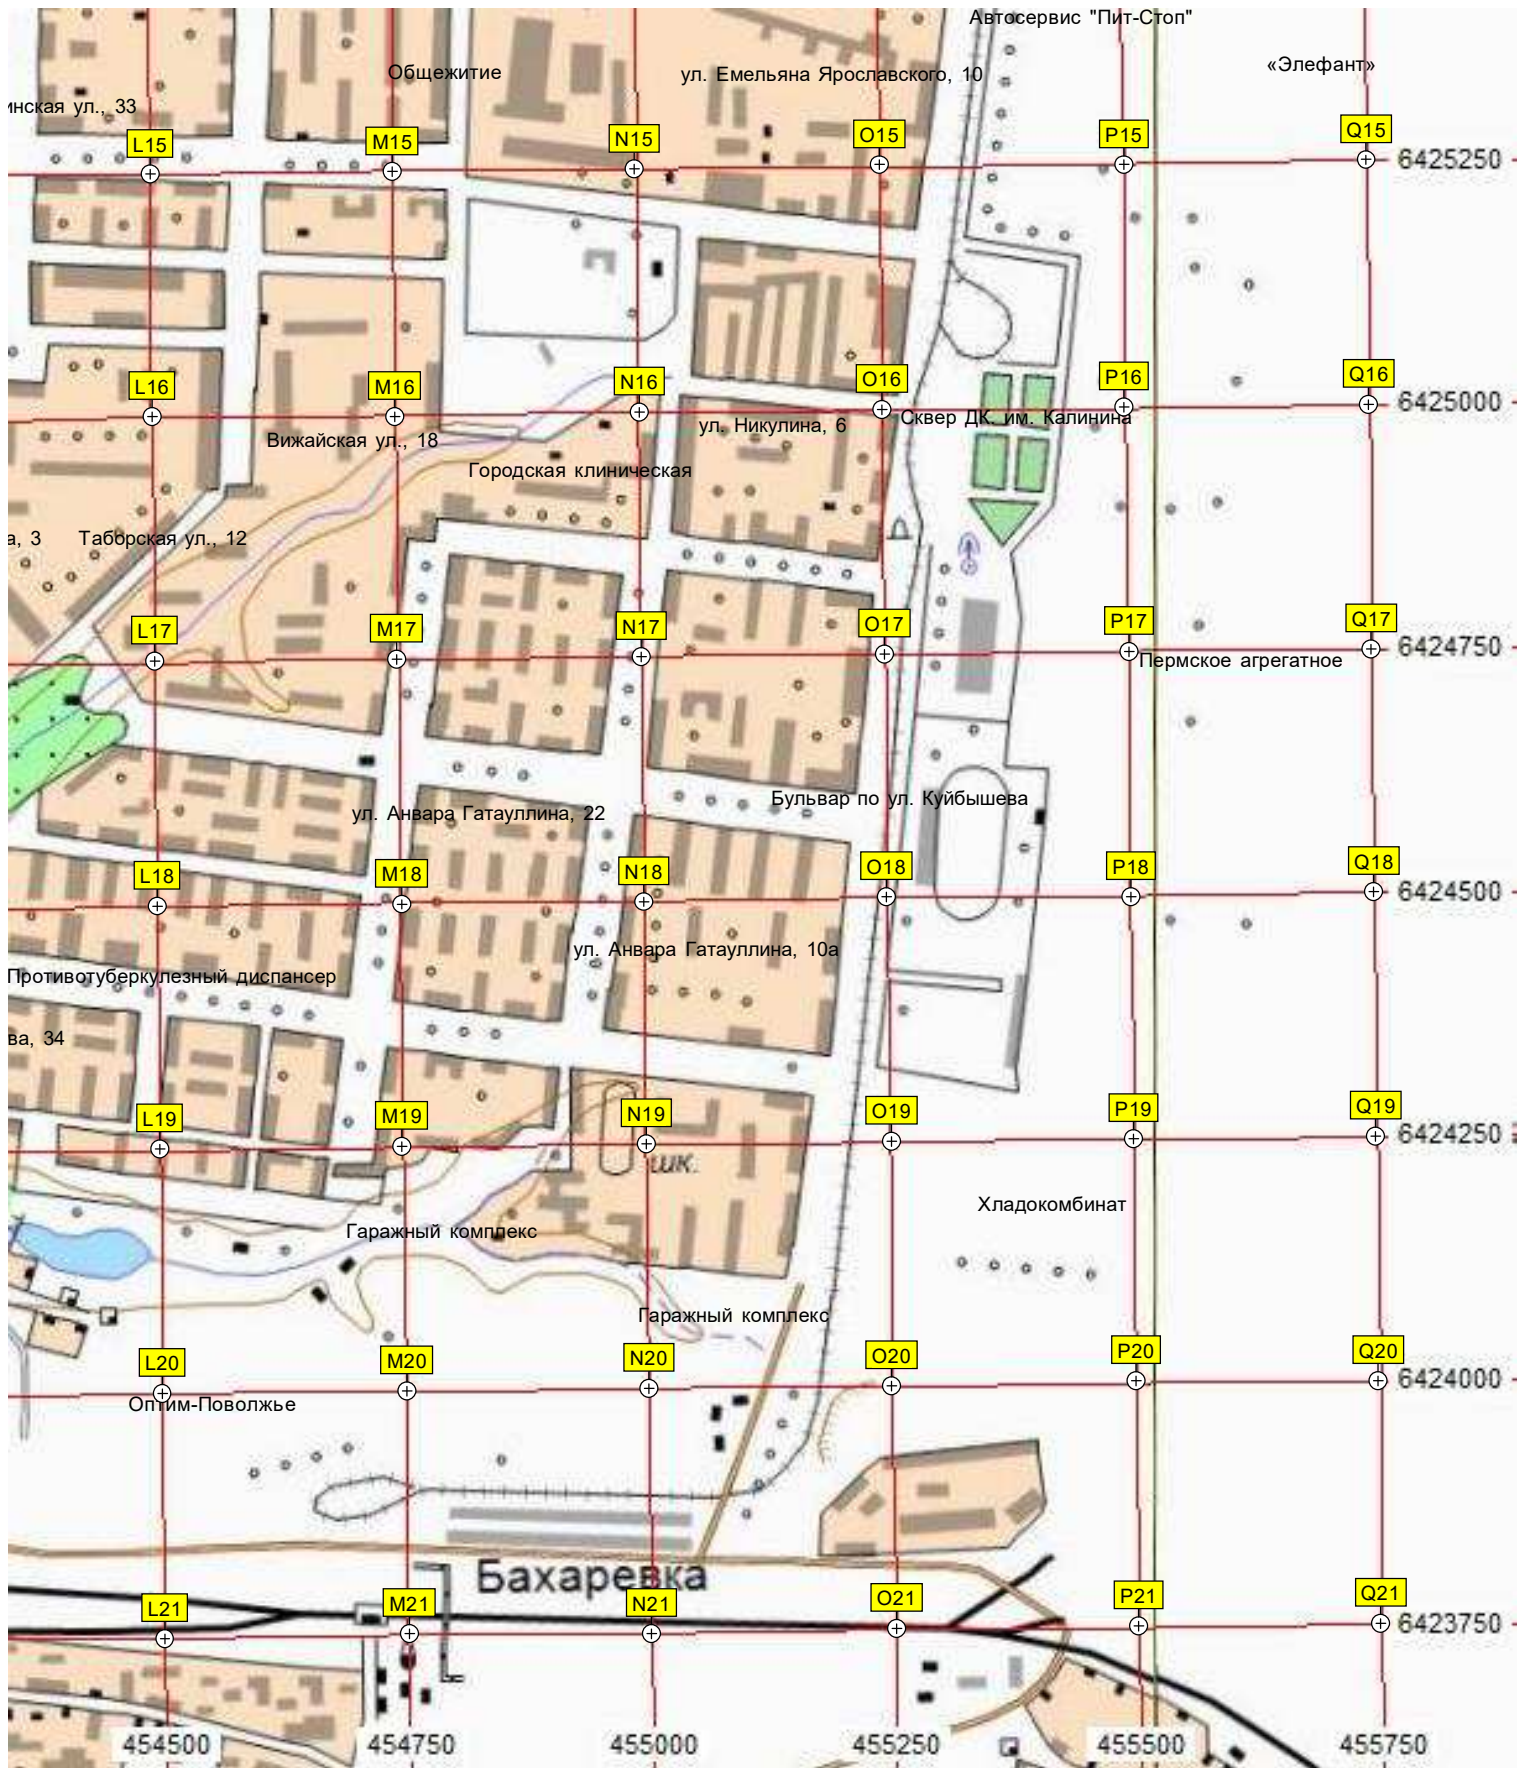 Автосервис "Пит-Стоп"
Общежитие
ул. Емельяна Ярославского, 10
«Элефант»
инская ул., 33
L15
M15
N15
O15
P15
Q15
6425250
L16
M16
N16
O16
P16
Q16
6425000
Вижайская ул., 18
ул. Никулина, 6
Сквер ДК. им. Калинина
Городская клиническая
а, 3
Таборская ул., 12
L17
M17
N17
O17
P17
Q17
6424750
Пермское агрегатное
ул. Анвара Гатауллина, 22
Бульвар по ул. Куйбышева
L18
M18
N18
O18
P18
Q18
6424500
ул. Анвара Гатауллина, 10а
Противотуберкулезный диспансер
ва, 34
L19
M19
N19
O19
P19
Q19
6424250
шк.
Хладокомбинат
Гаражный комплекс
Гаражный комплекс
L20
M20
N20
O20
P20
Q20
6424000
Оптим-Поволжье
Бахаревка
L21
M21
N21
O21
P21
Q21
6423750
454500
454750
455000
455250
455500
455750